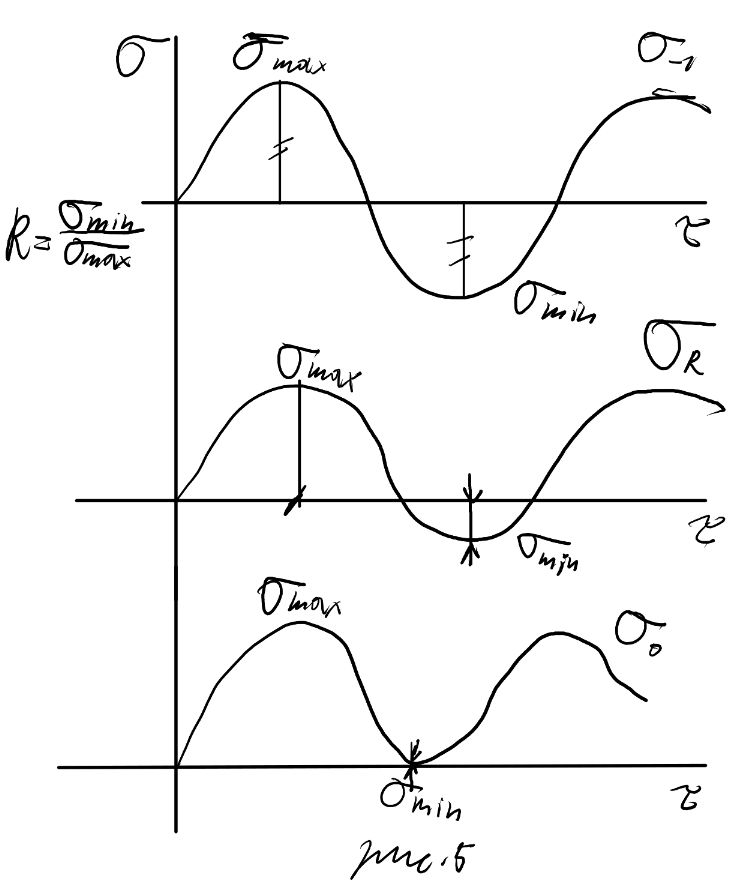 σ σmax σ-1
R = σmin / σmax
τ
σmin
σmax σR
τ
σmin
σmax σ0
σmin τ
рис. 5